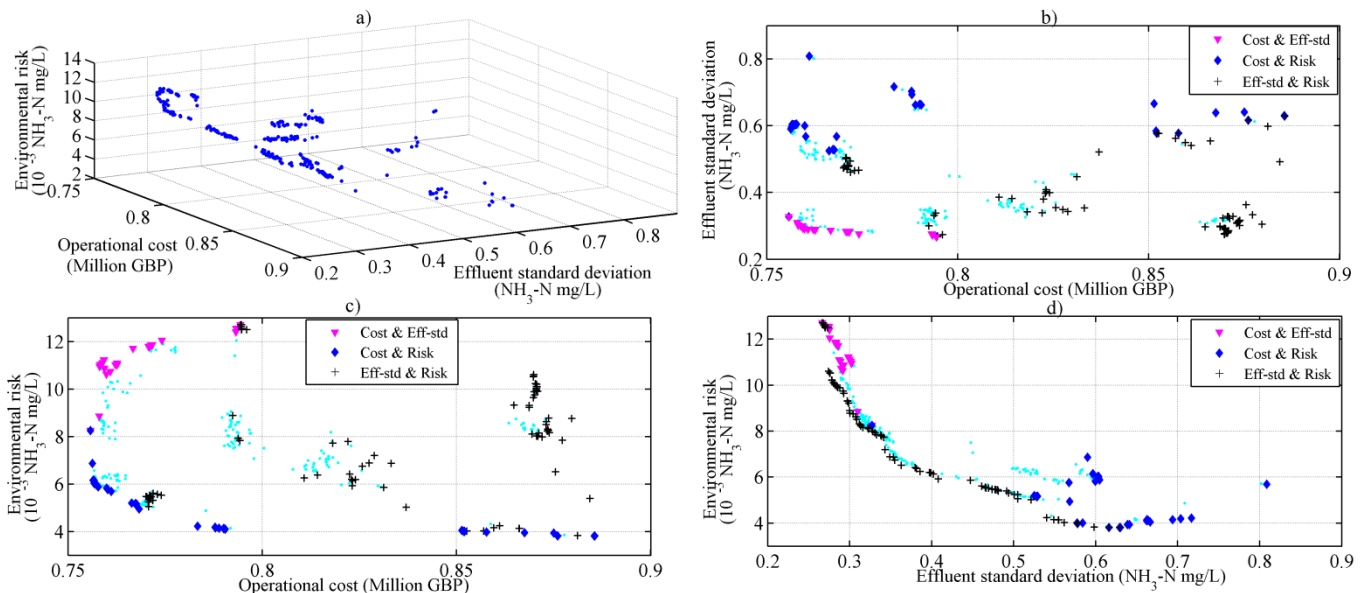 a)
Environmental risk
(10⁻³ NH₃-N mg/L)
14
12
10
8
6
4
2
0.75
0.8
0.85
0.9
Operational cost
(Million GBP)
0.2
0.3
0.4
0.5
0.6
0.7
0.8
Effluent standard deviation
(NH₃-N mg/L)
b)
Effluent standard deviation
(NH₃-N mg/L)
0.8
0.6
0.4
0.2
0.75
0.8
0.85
0.9
Operational cost (Million GBP)
Cost & Eff-std
Cost & Risk
Eff-std & Risk
c)
Environmental risk
(10⁻³ NH₃-N mg/L)
12
10
8
6
4
0.75
0.8
0.85
0.9
Operational cost (Million GBP)
Cost & Eff-std
Cost & Risk
Eff-std & Risk
d)
Environmental risk
(10⁻³ NH₃-N mg/L)
12
10
8
6
4
0.2
0.3
0.4
0.5
0.6
0.7
0.8
Effluent standard deviation (NH₃-N mg/L)
Cost & Eff-std
Cost & Risk
Eff-std & Risk